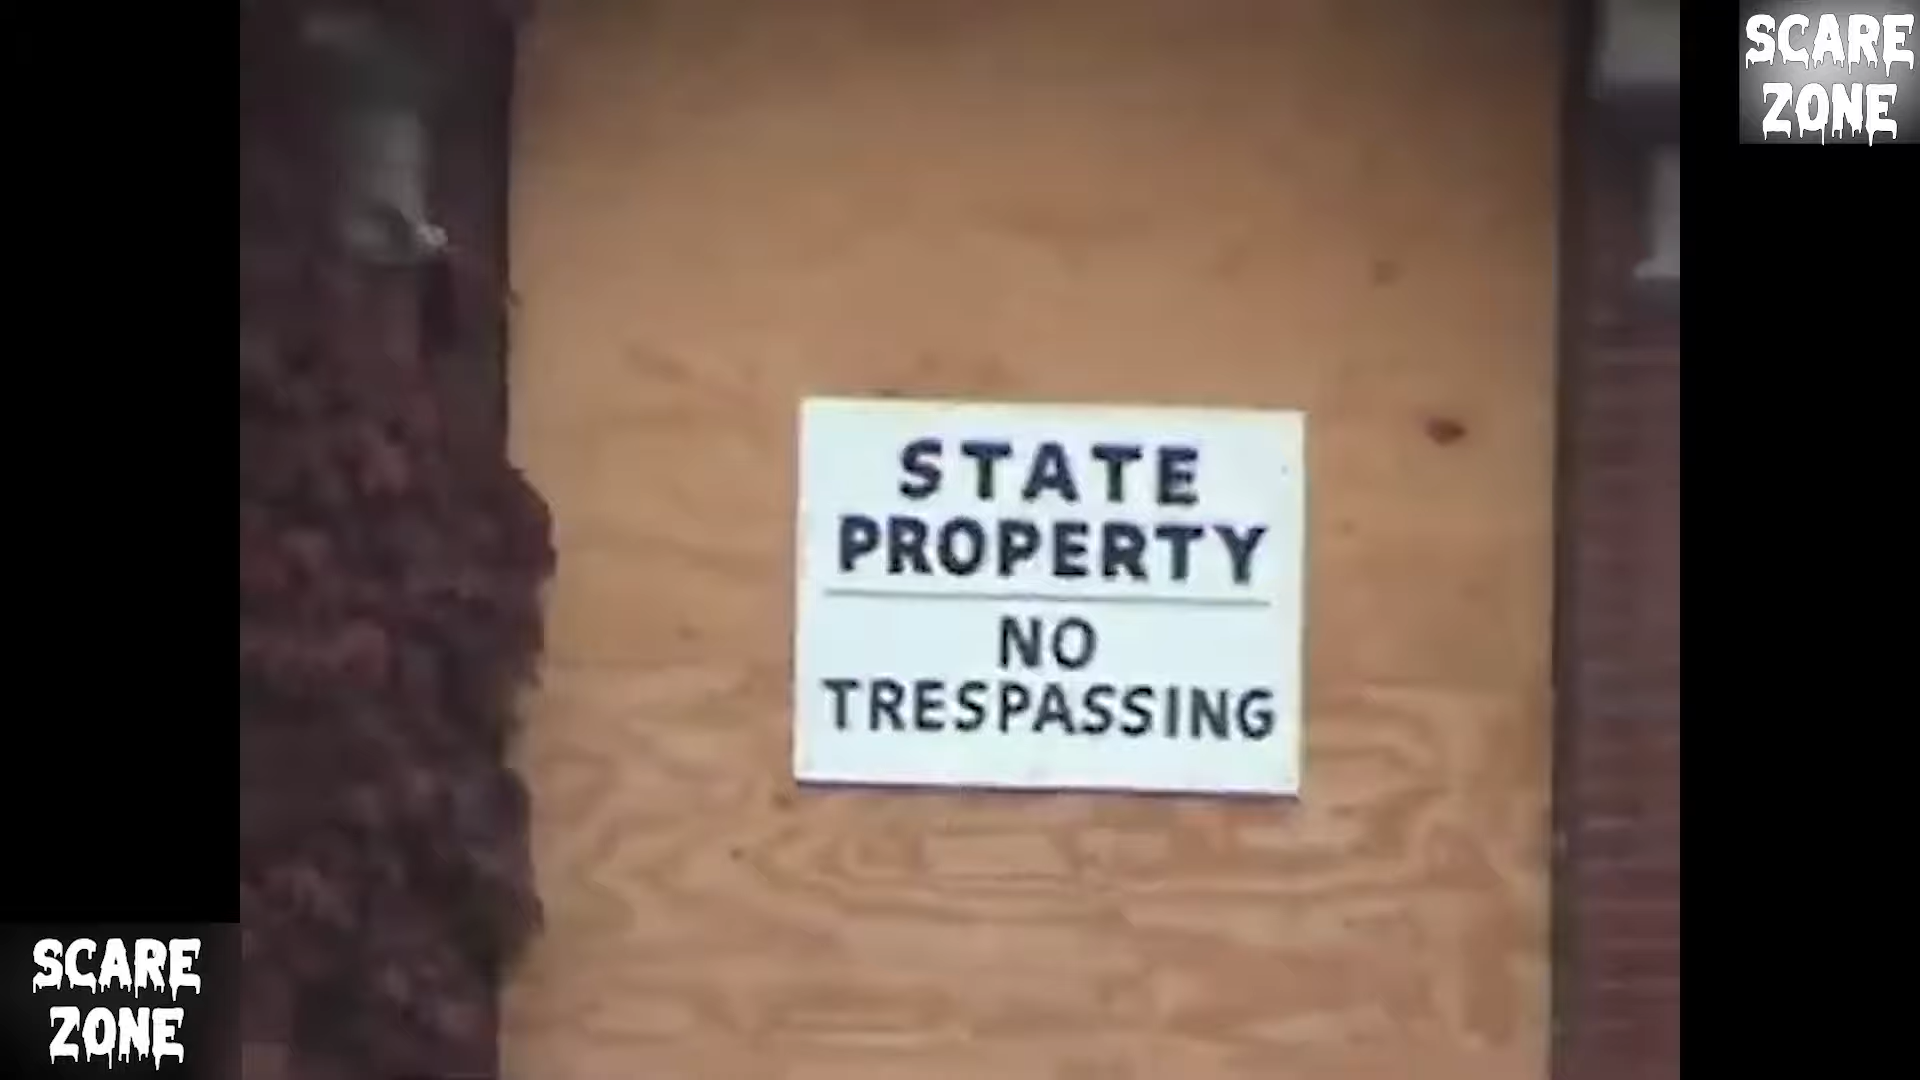 SCARE
ZONE
STATE
PROPERTY
NO
TRESPASSING
SCARE
ZONE